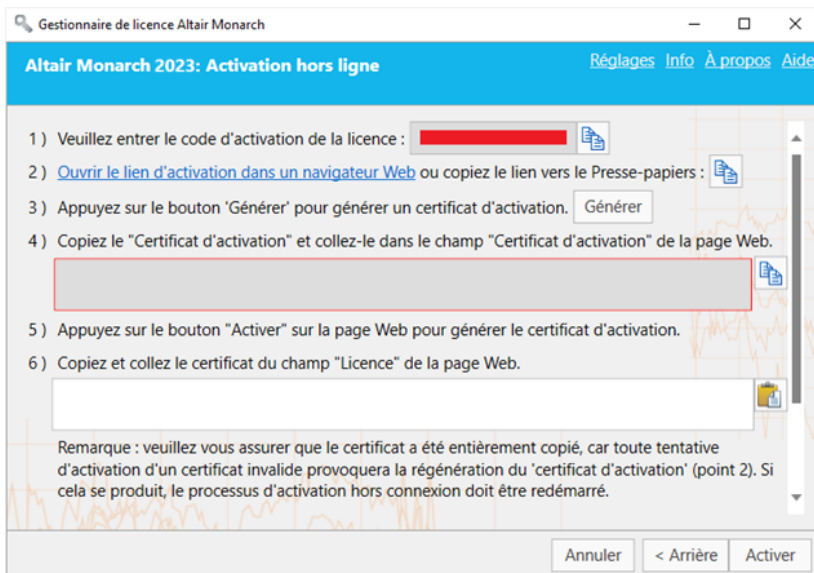 Gestionnaire de licence Altair Monarch
Altair Monarch 2023: Activation hors ligne
Réglages Info À propos Aide
1 ) Veuillez entrer le code d'activation de la licence :
2 ) Ouvrir le lien d'activation dans un navigateur Web ou copiez le lien vers le Presse-papiers :
3 ) Appuyez sur le bouton 'Générer' pour générer un certificat d'activation. Générer
4 ) Copiez le "Certificat d'activation" et collez-le dans le champ "Certificat d'activation" de la page Web.
5 ) Appuyez sur le bouton "Activer" sur la page Web pour générer le certificat d'activation.
6 ) Copiez et collez le certificat du champ "Licence" de la page Web.
Remarque : veuillez vous assurer que le certificat a été entièrement copié, car toute tentative
d'activation d'un certificat invalide provoquera la régénération du 'certificat d'activation' (point 2). Si
cela se produit, le processus d'activation hors connexion doit être redémarré.
Annuler < Arrière Activer